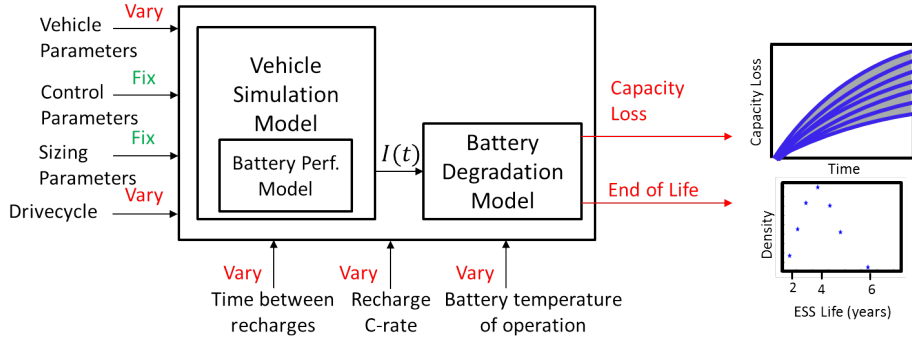 Vary
Vehicle
Parameters
Fix
Control
Parameters
Fix
Sizing
Parameters
Vary
Drivecycle
Vehicle
Simulation
Model
Battery Perf.
Model
I(t)
Battery
Degradation
Model
Capacity
Loss
End of Life
Capacity Loss
Time
Density
2 4 6
ESS Life (years)
Vary
Time between
recharges
Vary
Recharge
C-rate
Vary
Battery temperature
of operation